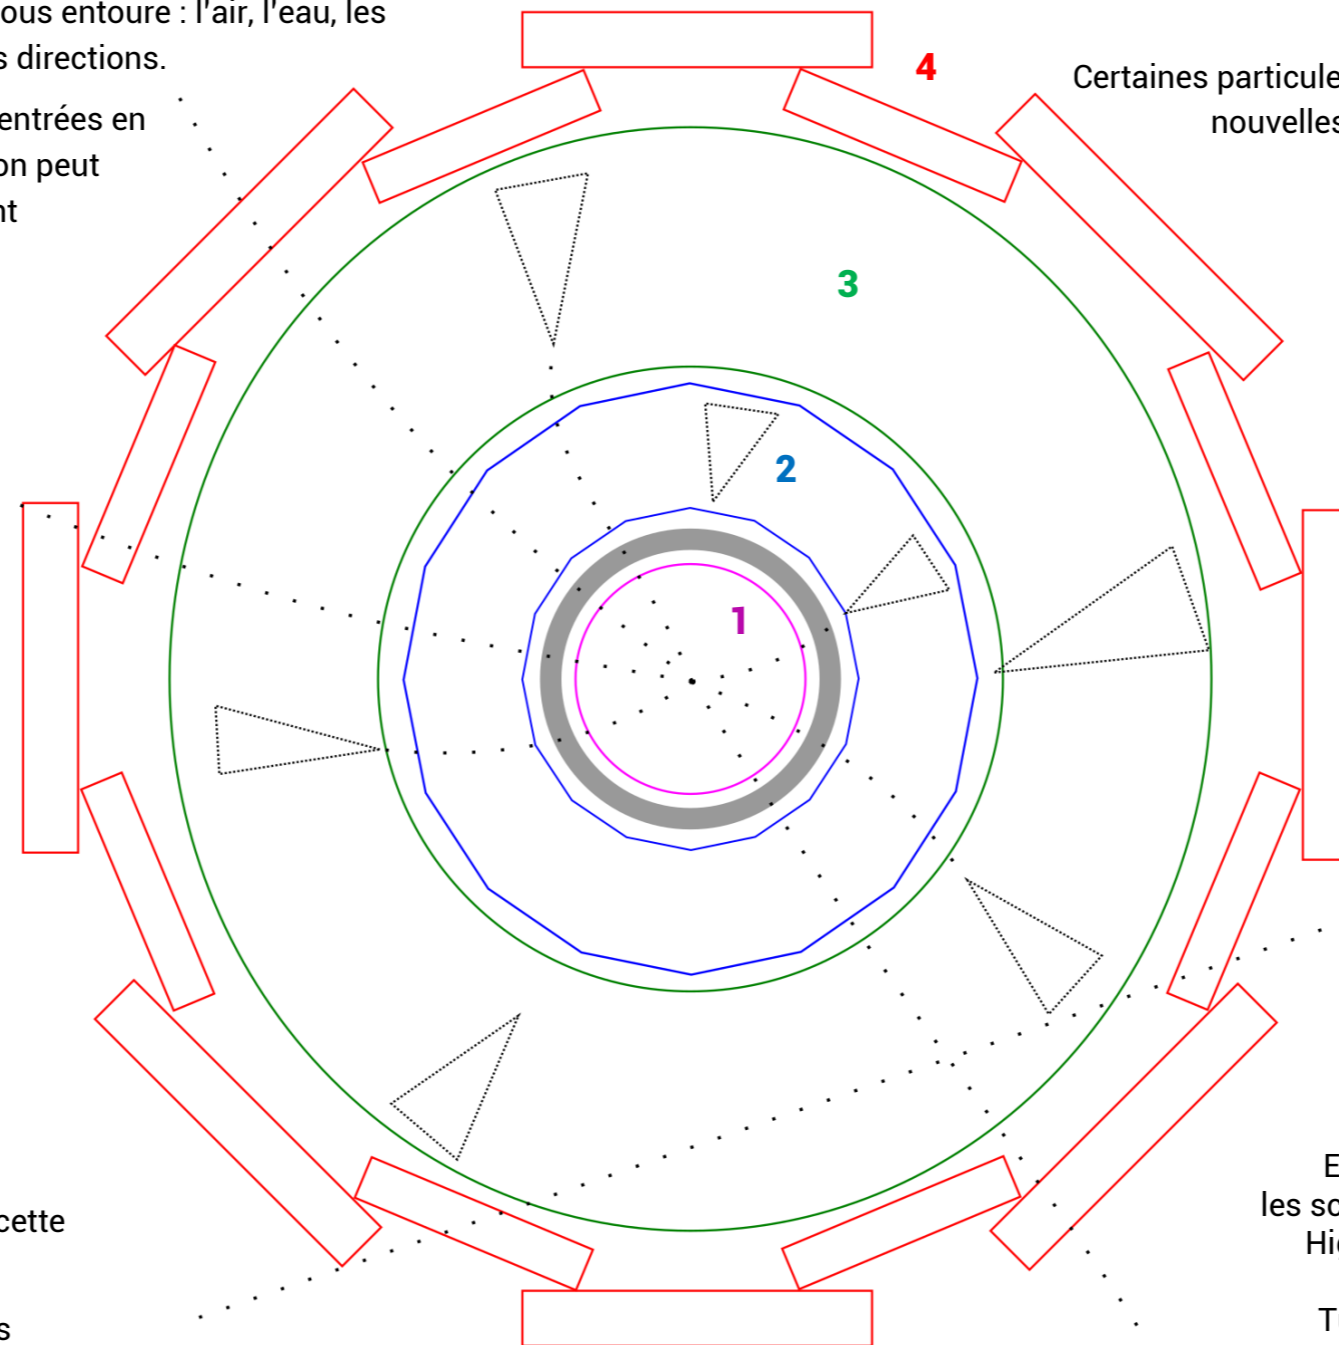 ous entoure : l'air, l'eau, les
s directions.
entrées en
on peut
nt
4
Certaines particule
nouvelles
3
2
1
cette
s
E
les sc
Hig
T